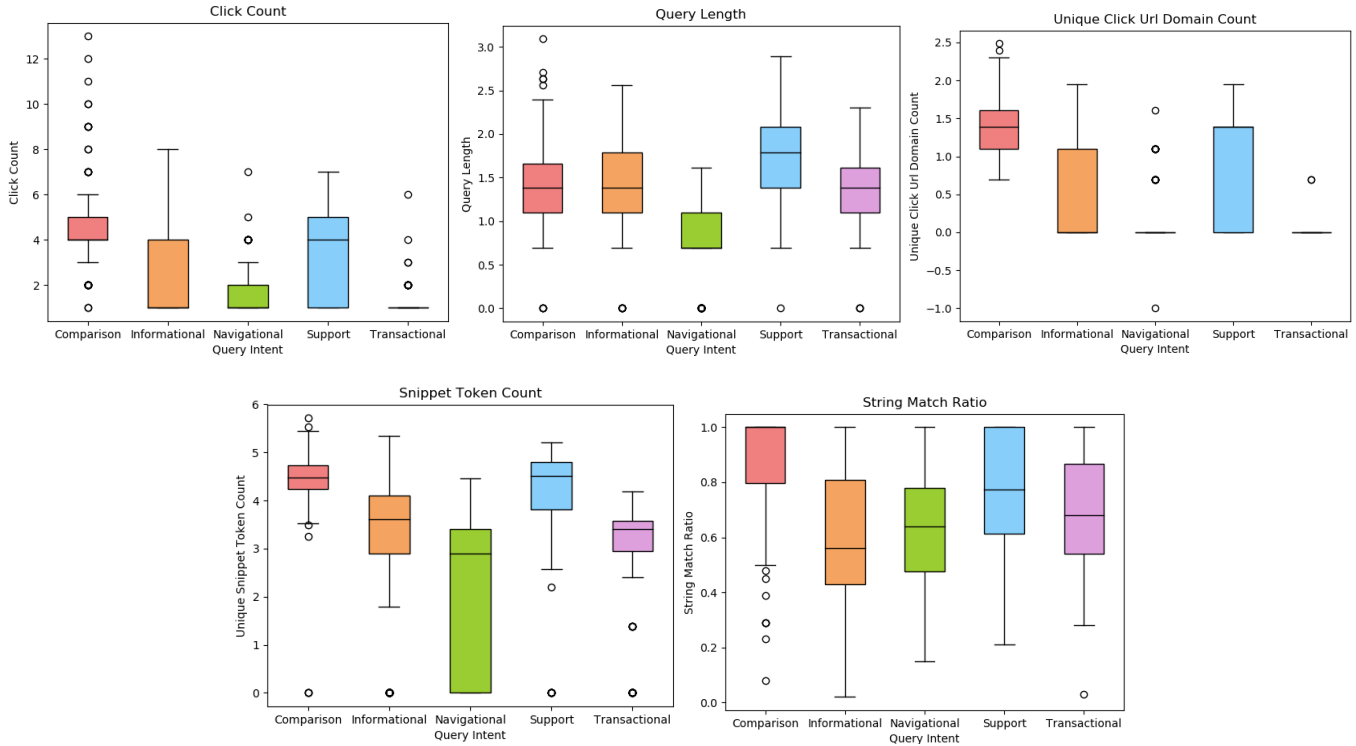 Click Count
Click Count
12
10
8
6
4
2
Comparison Informational Navigational Support Transactional
Query Intent
Query Length
Query Length
3.0
2.5
2.0
1.5
1.0
0.5
0.0
Comparison Informational Navigational Support Transactional
Query Intent
Unique Click Url Domain Count
Unique Click Url Domain Count
2.5
2.0
1.5
1.0
0.5
0.0
−0.5
−1.0
Comparison Informational Navigational Support Transactional
Query Intent
Snippet Token Count
Unique Snippet Token Count
6
5
4
3
2
1
0
Comparison Informational Navigational Support Transactional
Query Intent
String Match Ratio
String Match Ratio
1.0
0.8
0.6
0.4
0.2
0.0
Comparison Informational Navigational Support Transactional
Query Intent